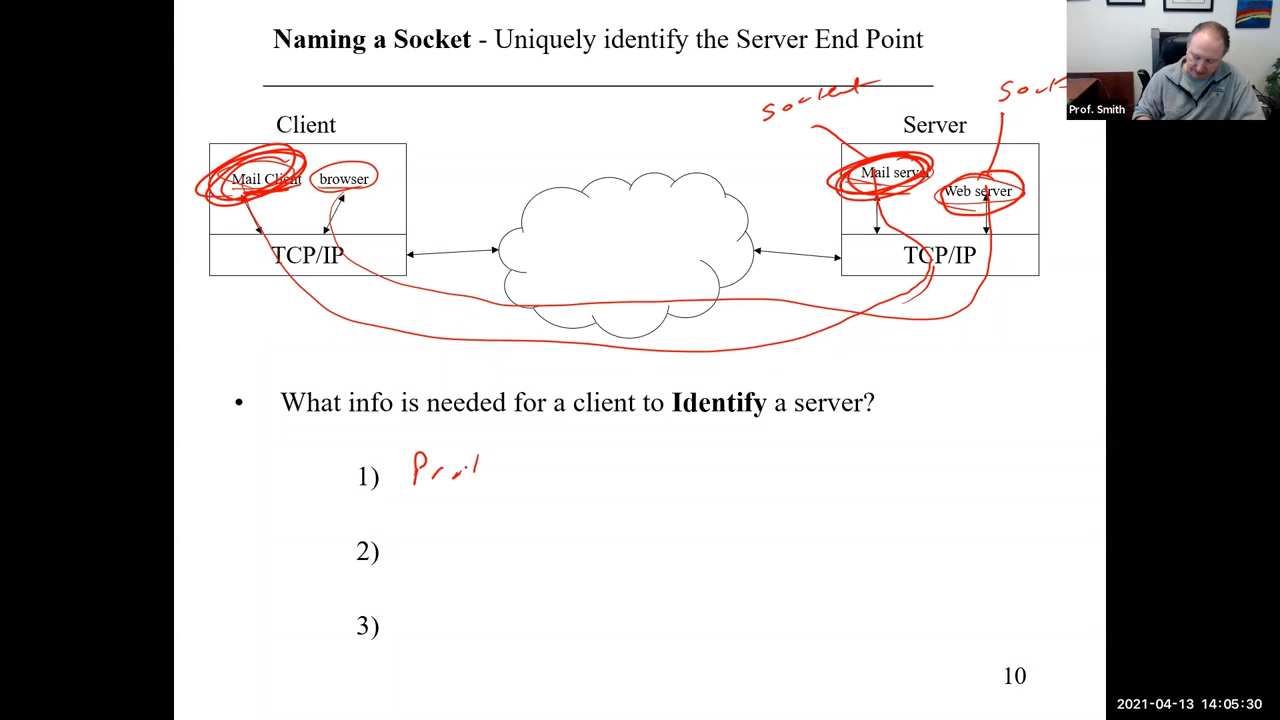 Naming a Socket - Uniquely identify the Server End Point
socket
Sock
Prof. Smith
Client
Server
Mail Client
browser
Mail server
Web server
TCP/IP
TCP/IP
• What info is needed for a client to Identify a server?
1)
2)
3)
10
2021-04-13 14:05:30